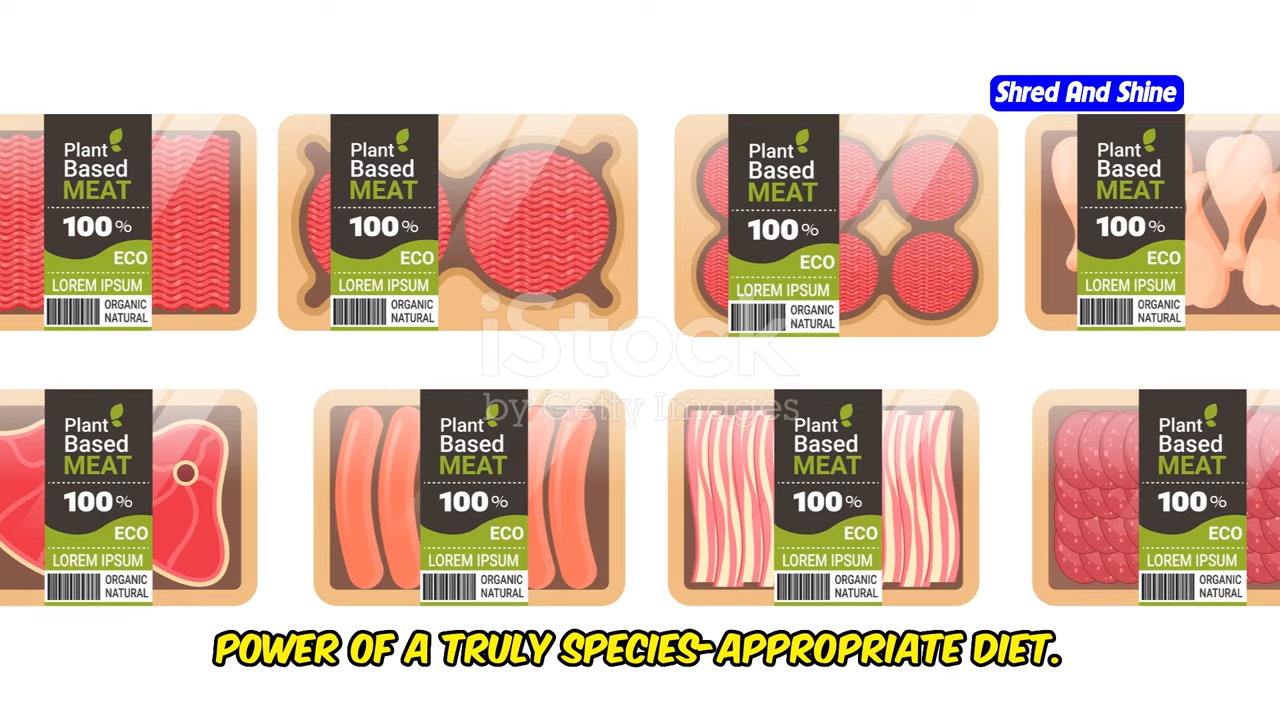 Shred And Shine
Plant
Based
MEAT
100%
ECO
LOREM IPSUM
ORGANIC
NATURAL
Plant
Based
MEAT
100%
ECO
LOREM IPSUM
ORGANIC
NATURAL
Plant
Based
MEAT
100%
ECO
LOREM IPSUM
ORGANIC
NATURAL
Plant
Based
MEAT
100%
ECO
LOREM IPSUM
ORGANIC
NATURAL
iStock
by Getty Images
Plant
Based
MEAT
100%
ECO
LOREM IPSUM
ORGANIC
NATURAL
Plant
Based
MEAT
100%
ECO
LOREM IPSUM
ORGANIC
NATURAL
Plant
Based
MEAT
100%
ECO
LOREM IPSUM
ORGANIC
NATURAL
Plant
Based
MEAT
100%
ECO
LOREM IPSUM
ORGANIC
NATURAL
POWER OF A TRULY SPECIES-APPROPRIATE DIET.